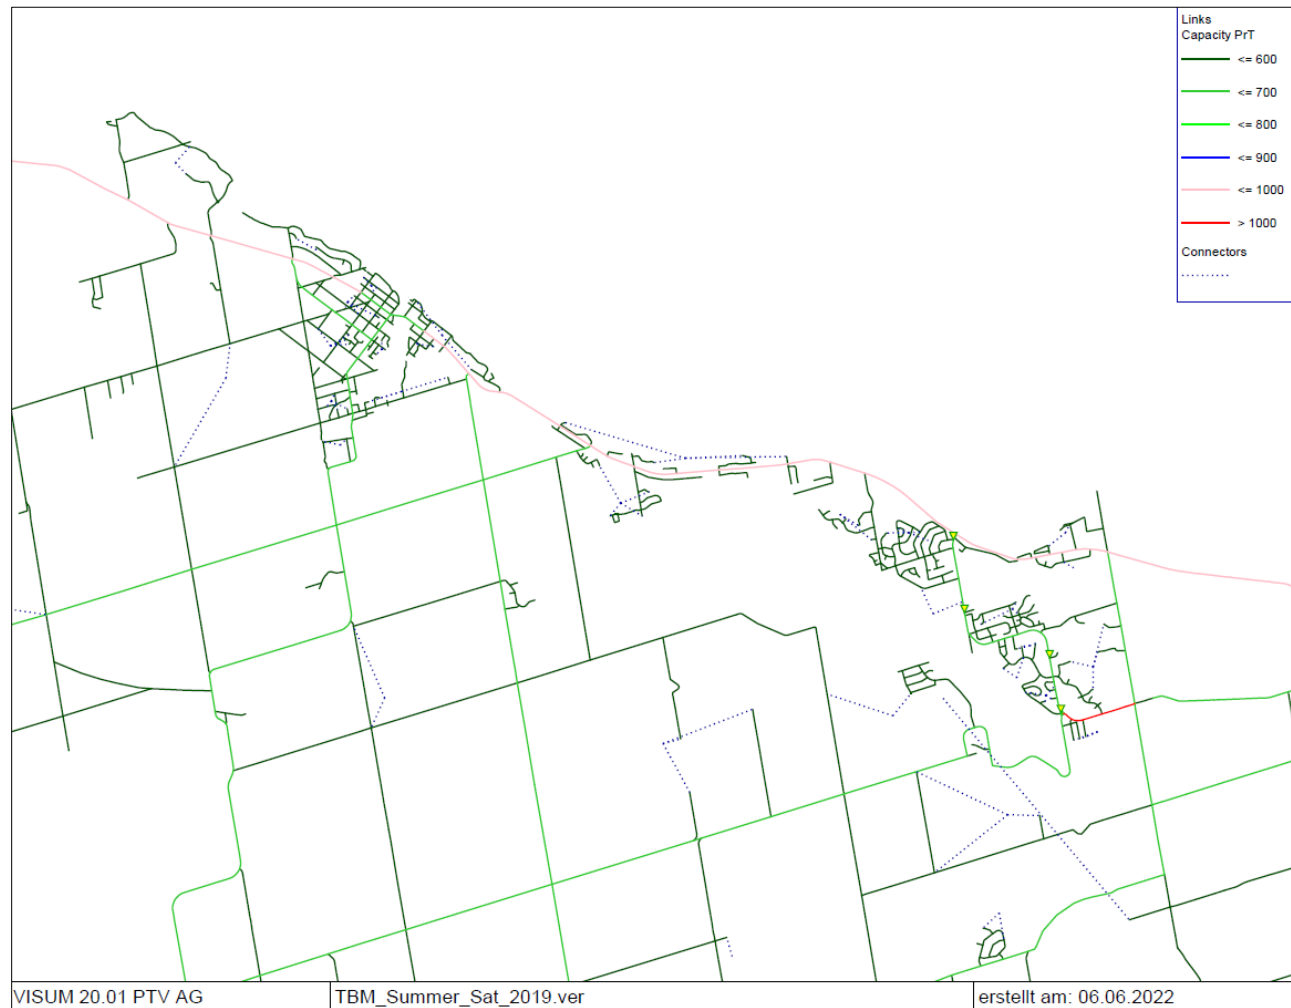 Links
Capacity PrT
<= 600
<= 700
<= 800
<= 900
<= 1000
> 1000
Connectors
VISUM 20.01 PTV AG
TBM_Summer_Sat_2019.ver
erstellt am: 06.06.2022